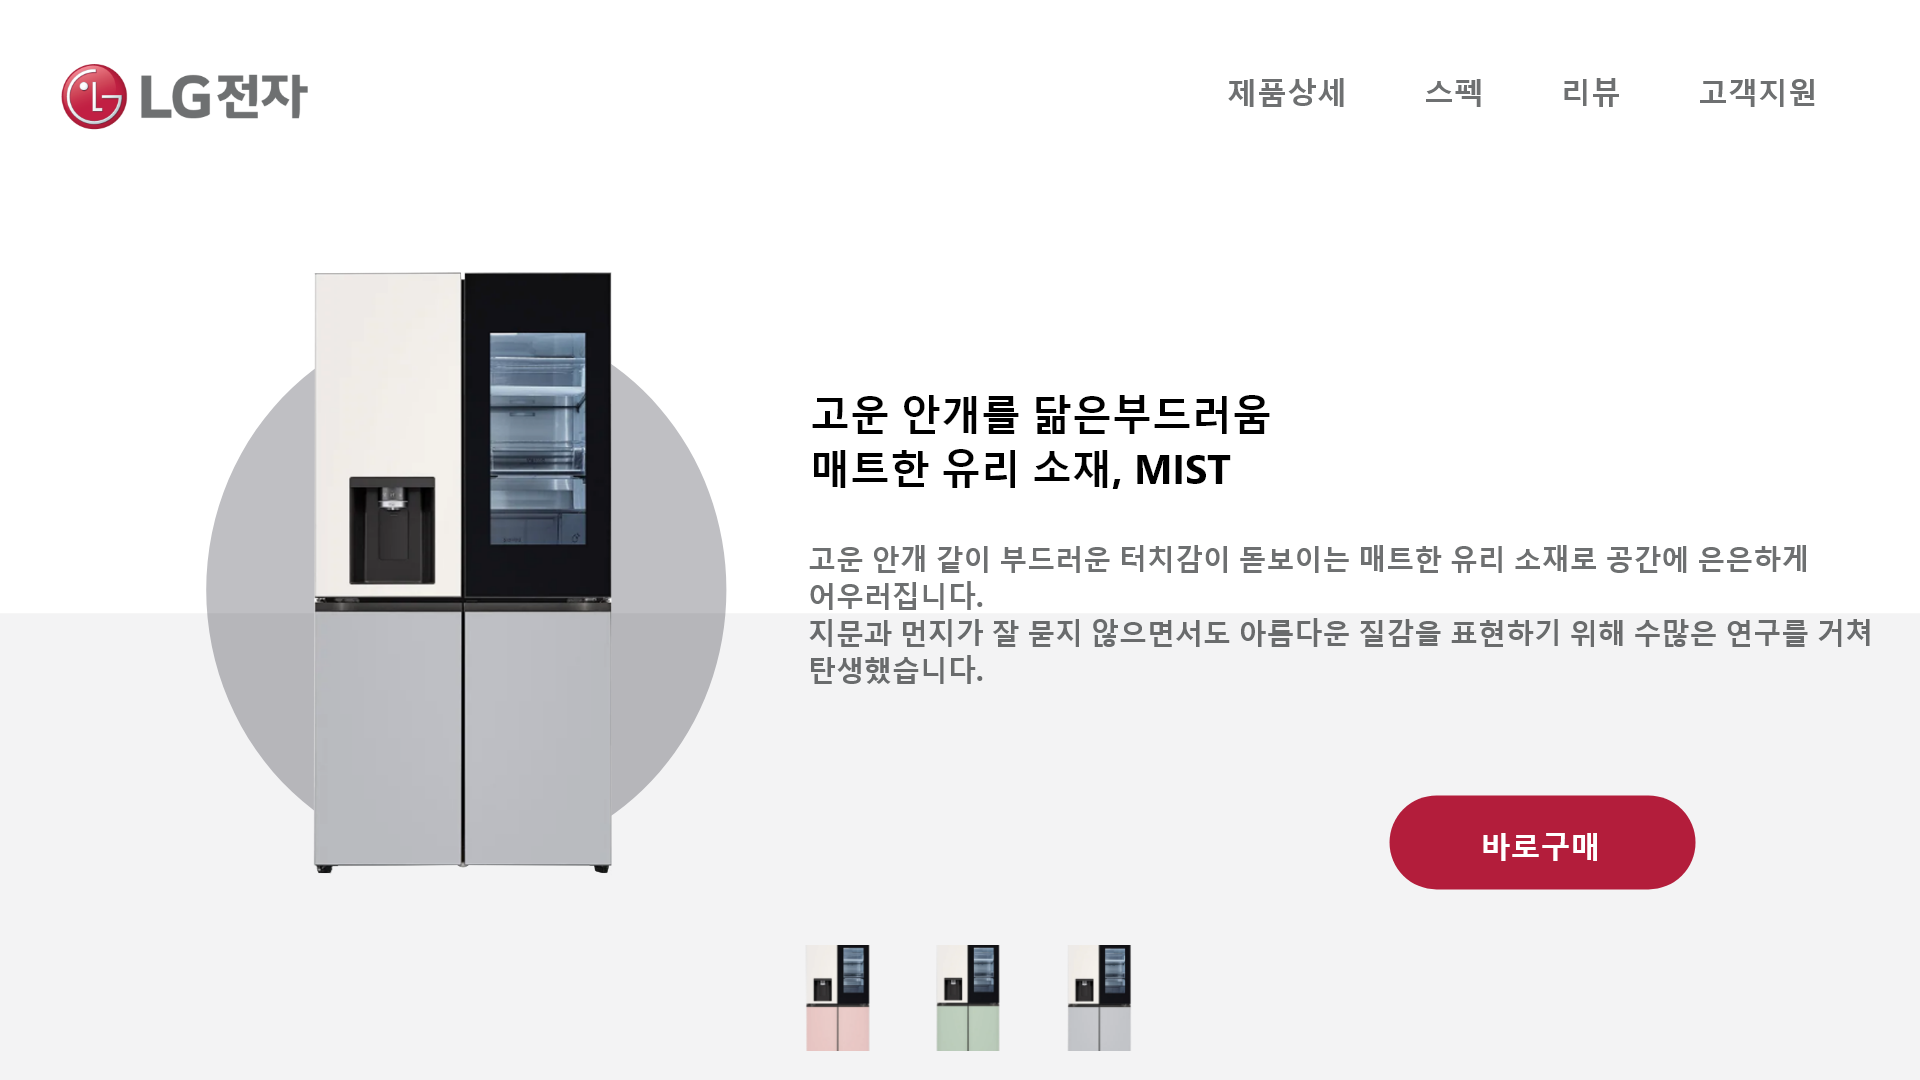 LG전자
제품상세 스펙 리뷰 고객지원
고운 안개를 닮은부드러움
매트한 유리 소재, MIST
고운 안개 같이 부드러운 터치감이 돋보이는 매트한 유리 소재로 공간에 은은하게
어우러집니다.
지문과 먼지가 잘 묻지 않으면서도 아름다운 질감을 표현하기 위해 수많은 연구를 거쳐
탄생했습니다.
바로구매